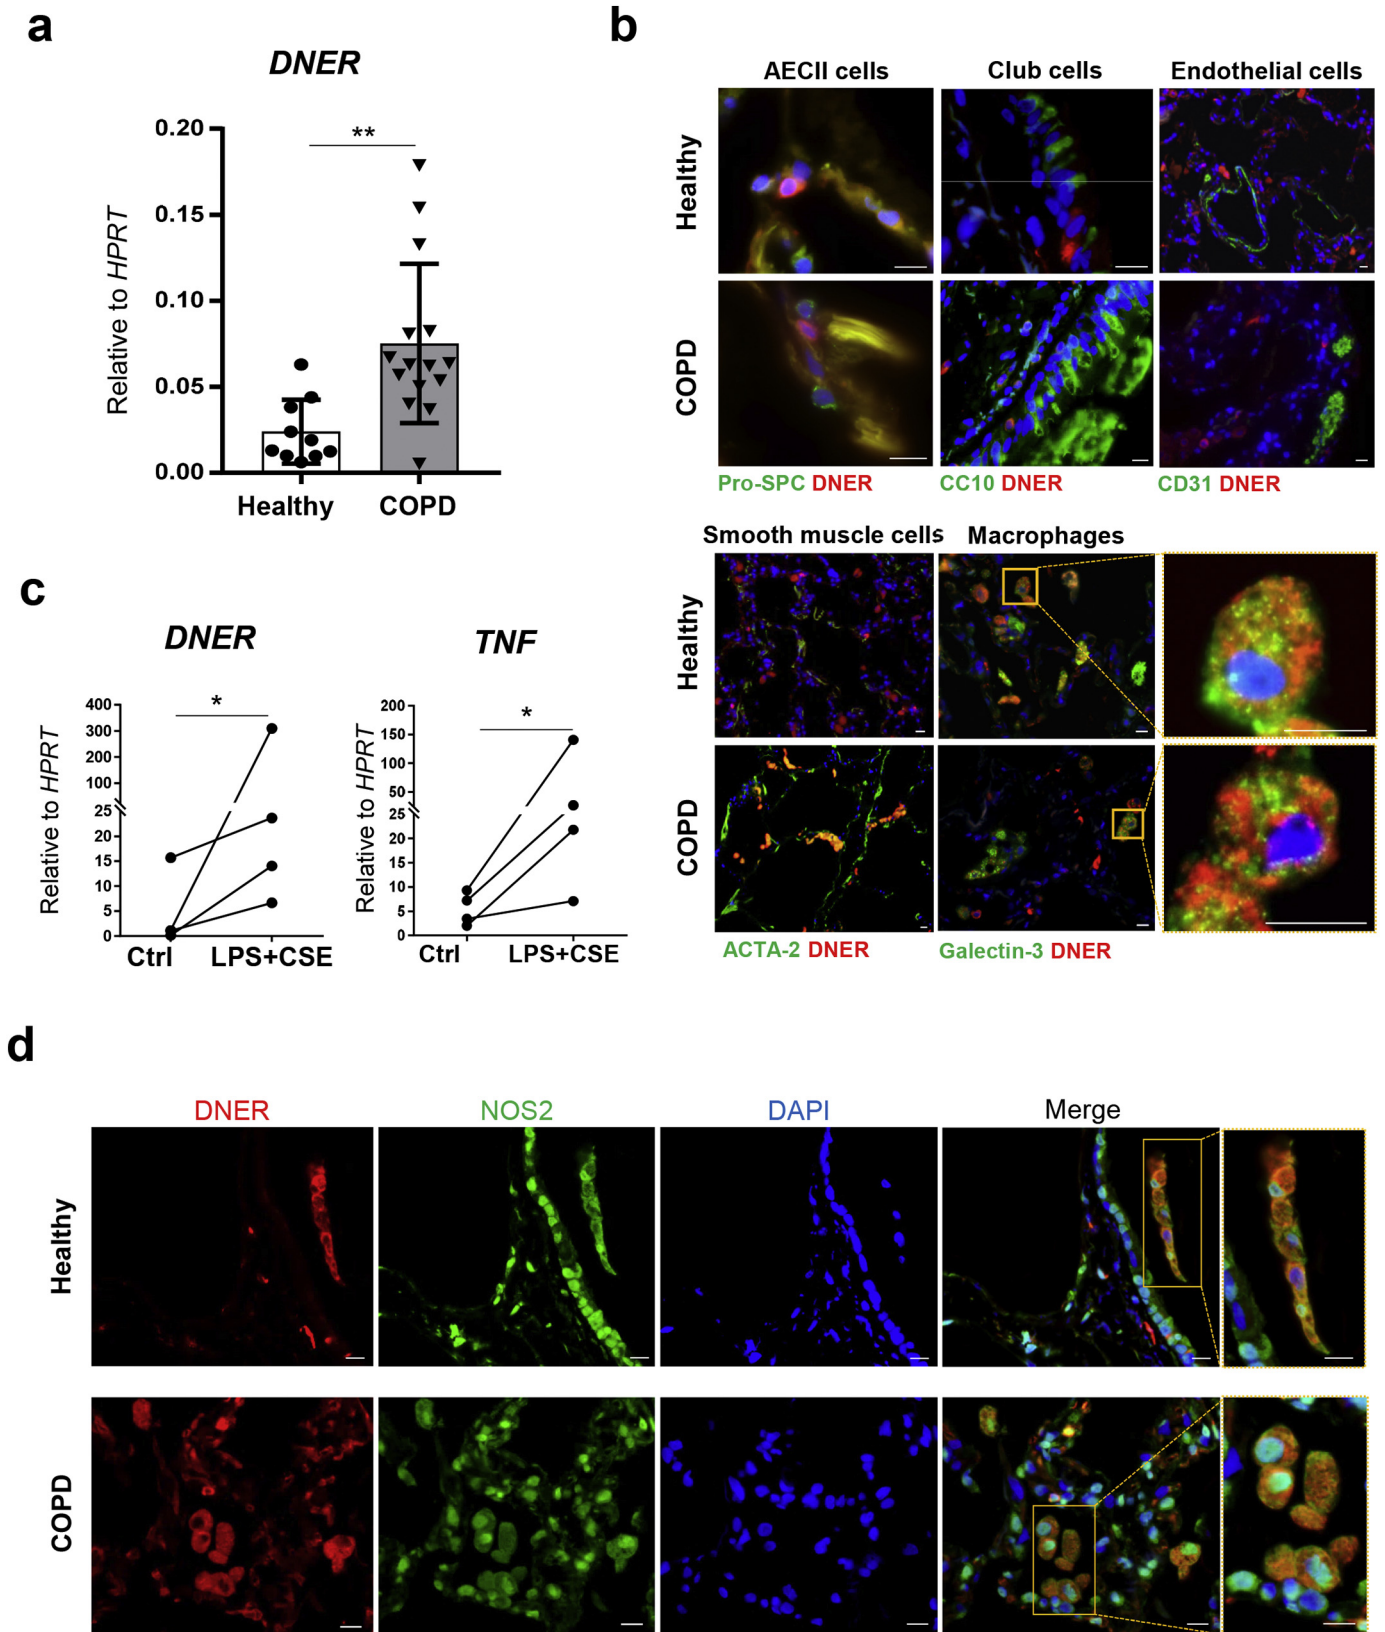 a
DNER
Relative to HPRT
0.20
0.15
0.10
0.05
0.00
**
Healthy
COPD
b
AECII cells
Club cells
Endothelial cells
Healthy
COPD
Pro-SPC DNER
CC10 DNER
CD31 DNER
Smooth muscle cells
Macrophages
Healthy
COPD
ACTA-2 DNER
Galectin-3 DNER
c
DNER
Relative to HPRT
400
300
200
100
25
20
15
10
5
0
*
Ctrl
LPS+CSE
TNF
Relative to HPRT
200
150
100
50
25
20
15
10
5
0
*
Ctrl
LPS+CSE
d
DNER
NOS2
DAPI
Merge
Healthy
COPD